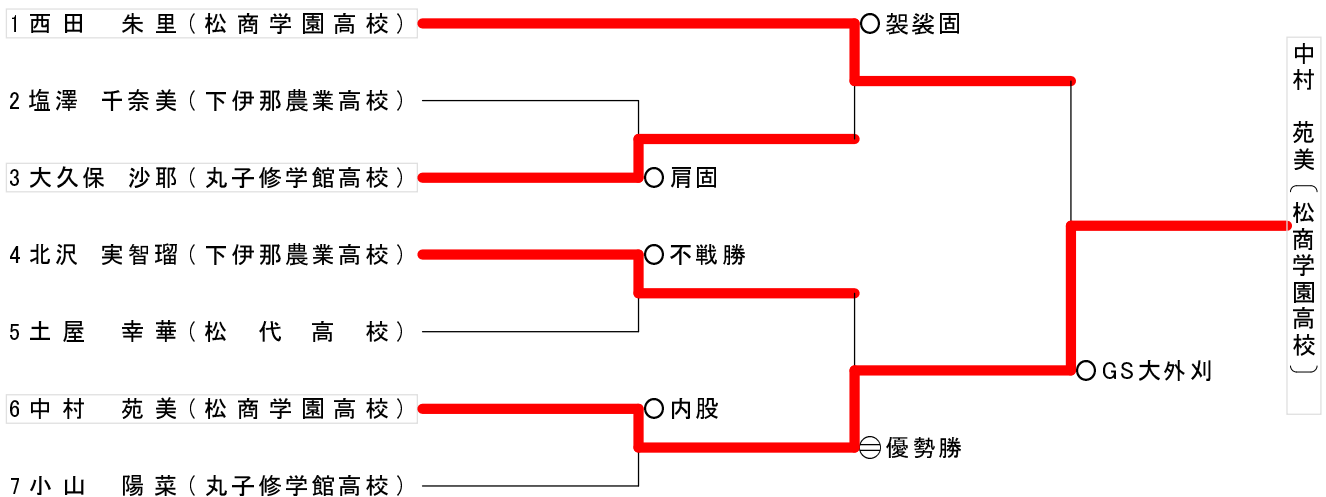 1 西田 朱里(松商学園高校)
○袈裟固
2 塩澤 千奈美(下伊那農業高校)
3 大久保 沙耶(丸子修学館高校)
○肩固
4 北沢 実智瑠(下伊那農業高校)
○不戦勝
5 土屋 幸華(松代高校)
6 中村 苑美(松商学園高校)
○内股
7 小山 陽菜(丸子修学館高校)
優勢勝
○GS大外刈
中村 苑美(松商学園高校)